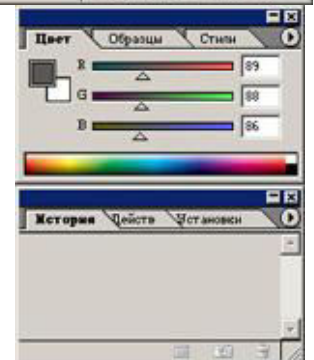 Цвет Образцы Стили
R 89
G 88
B 86
История Действ Установки